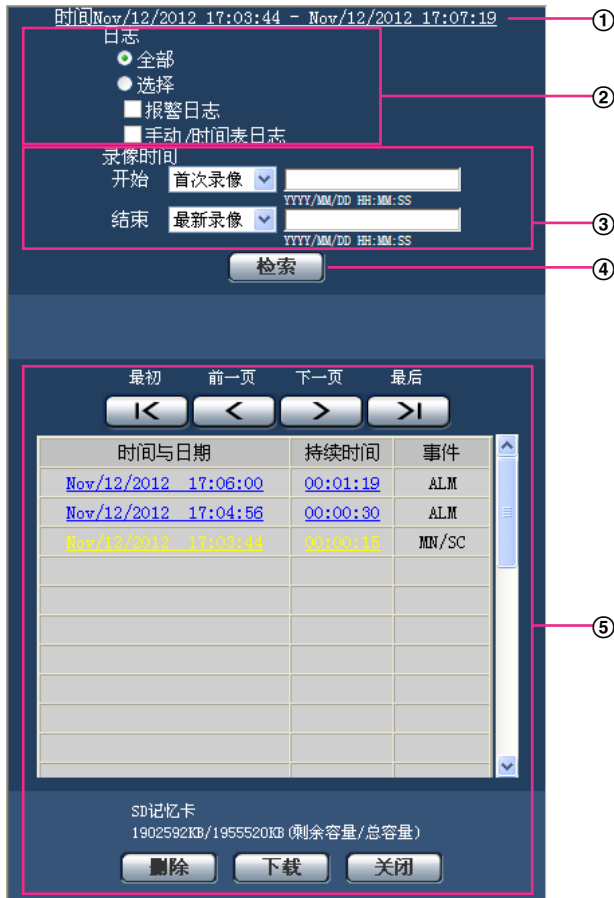 时间Nov/12/2012 17:03:44 - Nov/12/2012 17:07:19
①
日志
全部
选择
②
报警日志
手动/时间表日志
录像时间
开始 首次录像
YYYY/MM/DD HH:MM:SS
③
结束 最新录像
YYYY/MM/DD HH:MM:SS
检索
④
最初 前一页 下一页 最后
时间与日期 持续时间 事件
Nov/12/2012 17:06:00 00:01:19 ALM
Nov/12/2012 17:04:56 00:00:30 ALM
Nov/12/2012 17:03:44 00:00:15 MN/SC
⑤
SD记忆卡
1902592KB/1955520KB(剩余容量/总容量)
删除 下载 关闭